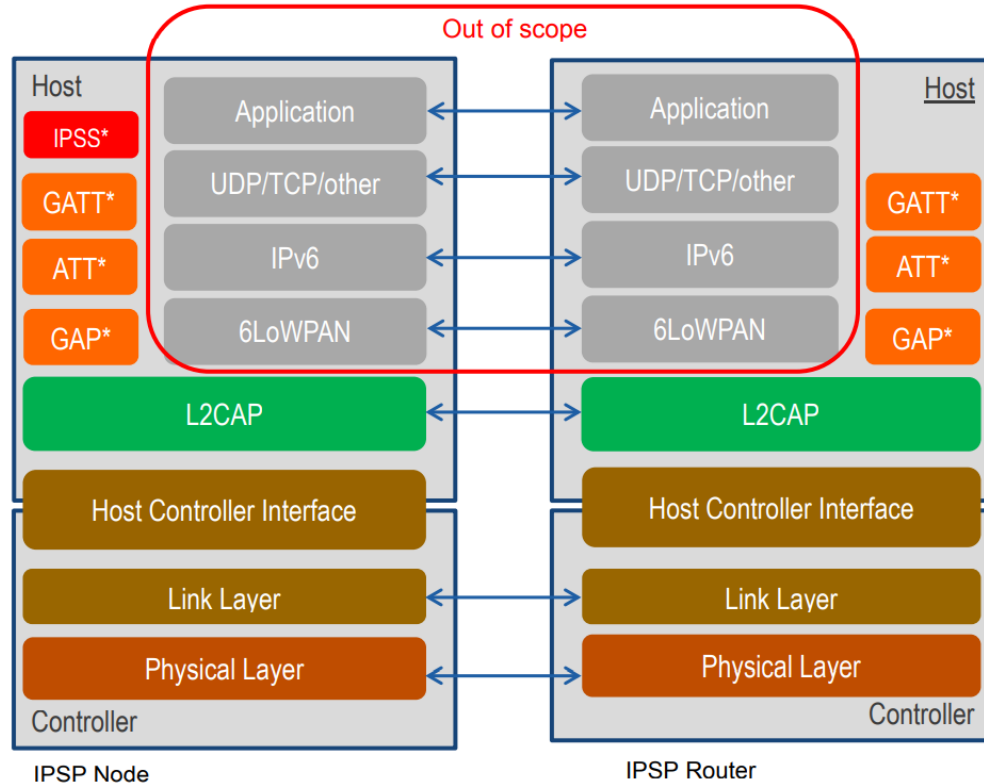 Out of scope
Host
IPSS*
GATT*
ATT*
GAP*
Application
UDP/TCP/other
IPv6
6LoWPAN
L2CAP
Host Controller Interface
Link Layer
Physical Layer
Controller
IPSP Node
Host
Application
UDP/TCP/other
IPv6
6LoWPAN
GATT*
ATT*
GAP*
L2CAP
Host Controller Interface
Link Layer
Physical Layer
Controller
IPSP Router